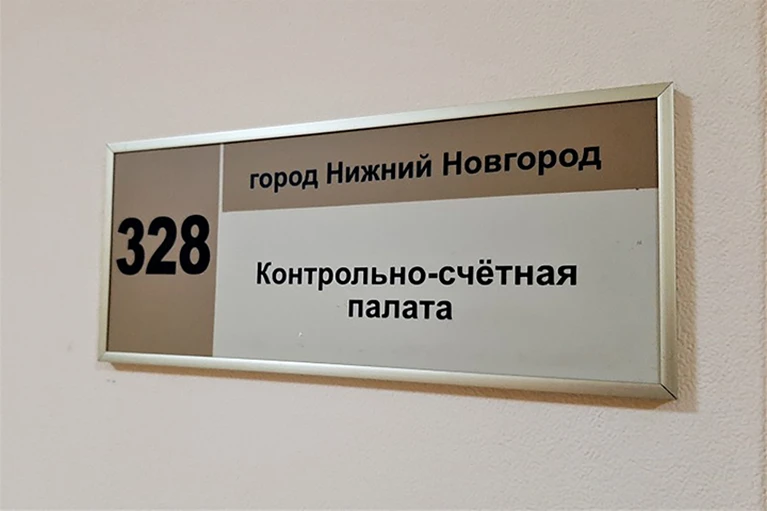 328
город Нижний Новгород
Контрольно-счётная
палата